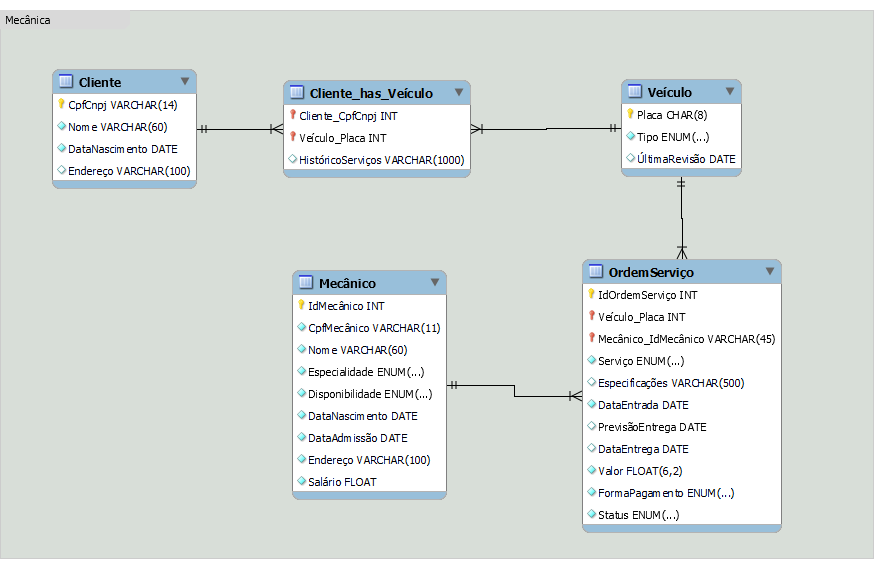 Mecânica
Cliente
CpfCnpj VARCHAR(14)
Nome VARCHAR(60)
DataNascimento DATE
Endereço VARCHAR(100)
Cliente_has_Veículo
Cliente_CpfCnpj INT
Veículo_Placa INT
HistóricoServiços VARCHAR(1000)
Veículo
Placa CHAR(8)
Tipo ENUM(...)
ÚltimaRevisão DATE
Mecânico
IdMecânico INT
CpfMecânico VARCHAR(11)
Nome VARCHAR(60)
Especialidade ENUM(...)
Disponibilidade ENUM(...)
DataNascimento DATE
DataAdmissão DATE
Endereço VARCHAR(100)
Salário FLOAT
OrdemServiço
IdOrdemServiço INT
Veículo_Placa INT
Mecânico_IdMecânico VARCHAR(45)
Serviço ENUM(...)
Especificações VARCHAR(500)
DataEntrada DATE
PrevisãoEntrega DATE
DataEntrega DATE
Valor FLOAT(6,2)
FormaPagamento ENUM(...)
Status ENUM(...)